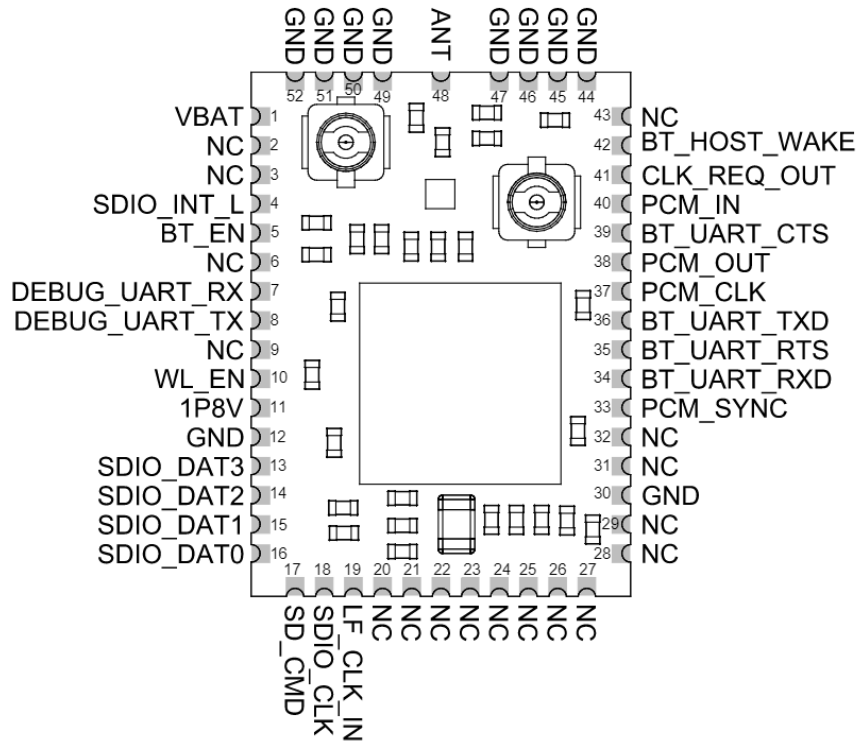 GND GND GND GND ANT GND GND GND GND
52 51 50 49 48 47 46 45 44
VBAT 1 43 NC
NC 2 42 BT_HOST_WAKE
NC 3 41 CLK_REQ_OUT
SDIO_INT_L 4 40 PCM_IN
BT_EN 5 39 BT_UART_CTS
NC 6 38 PCM_OUT
DEBUG_UART_RX 7 37 PCM_CLK
DEBUG_UART_TX 8 36 BT_UART_TXD
NC 9 35 BT_UART_RTS
WL_EN 10 34 BT_UART_RXD
1P8V 11 33 PCM_SYNC
GND 12 32 NC
SDIO_DAT3 13 31 NC
SDIO_DAT2 14 30 GND
SDIO_DAT1 15 29 NC
SDIO_DAT0 16 28 NC
17 18 19 20 21 22 23 24 25 26 27
SD_CMD SDIO_CLK LF_CLK_IN NC NC NC NC NC NC NC NC